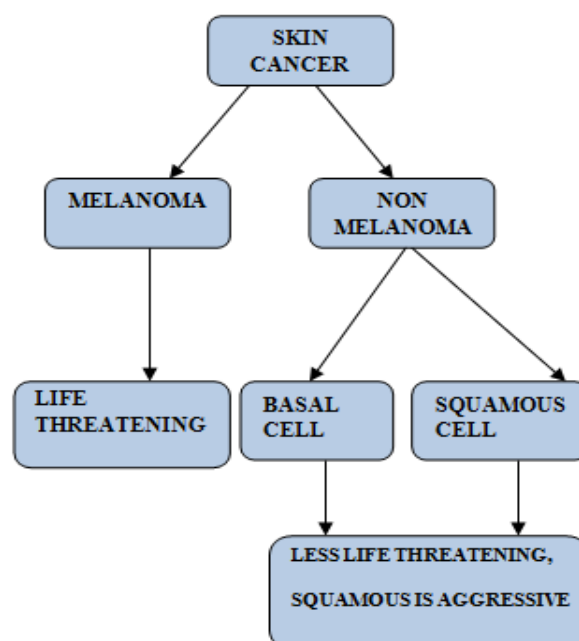 SKIN
CANCER
MELANOMA
NON
MELANOMA
LIFE
THREATENING
BASAL
CELL
SQUAMOUS
CELL
LESS LIFE THREATENING,
SQUAMOUS IS AGGRESSIVE